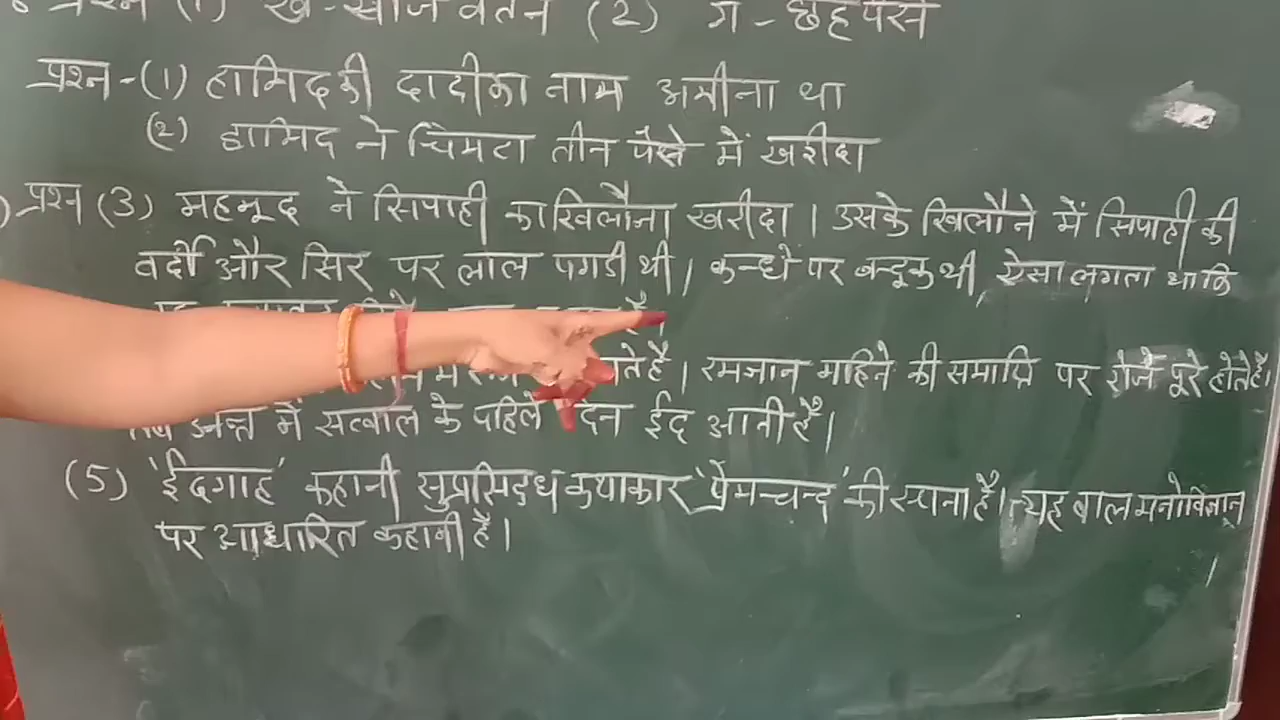 प्रश्न (1) ख - खोज वतन (2) ग - छह पैसे
प्रश्न - (1) हामिद की दादी का नाम अमीना था
(2) हामिद ने चिमटा तीन पैसे में खरीदा
प्रश्न (3) महमूद ने सिपाही का खिलौना खरीदा । उसके खिलौने में सिपाही की
वर्दी और सिर पर लाल पगडी थी । कन्धे पर बन्दूक थी, ऐसा लगता था कि
है । रमजान महिने की समाप्ति पर रोजे पूरे होते है।
अन्त में सव्वाल के पहिले दिन ईद आती है ।
(5) 'ईदगाह' कहानी सुप्रसिद्ध कथाकार 'प्रेमचन्द' की रचना है । यह बाल मनोविज्ञान
पर आधारित कहानी है ।